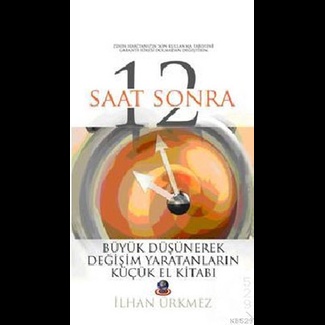 12
SAAT SONRA
BÜYÜK DÜŞÜNEREK
DEĞİŞİM YARATANLARIN
KÜÇÜK EL KİTABI
İLHAN ÜRKMEZ